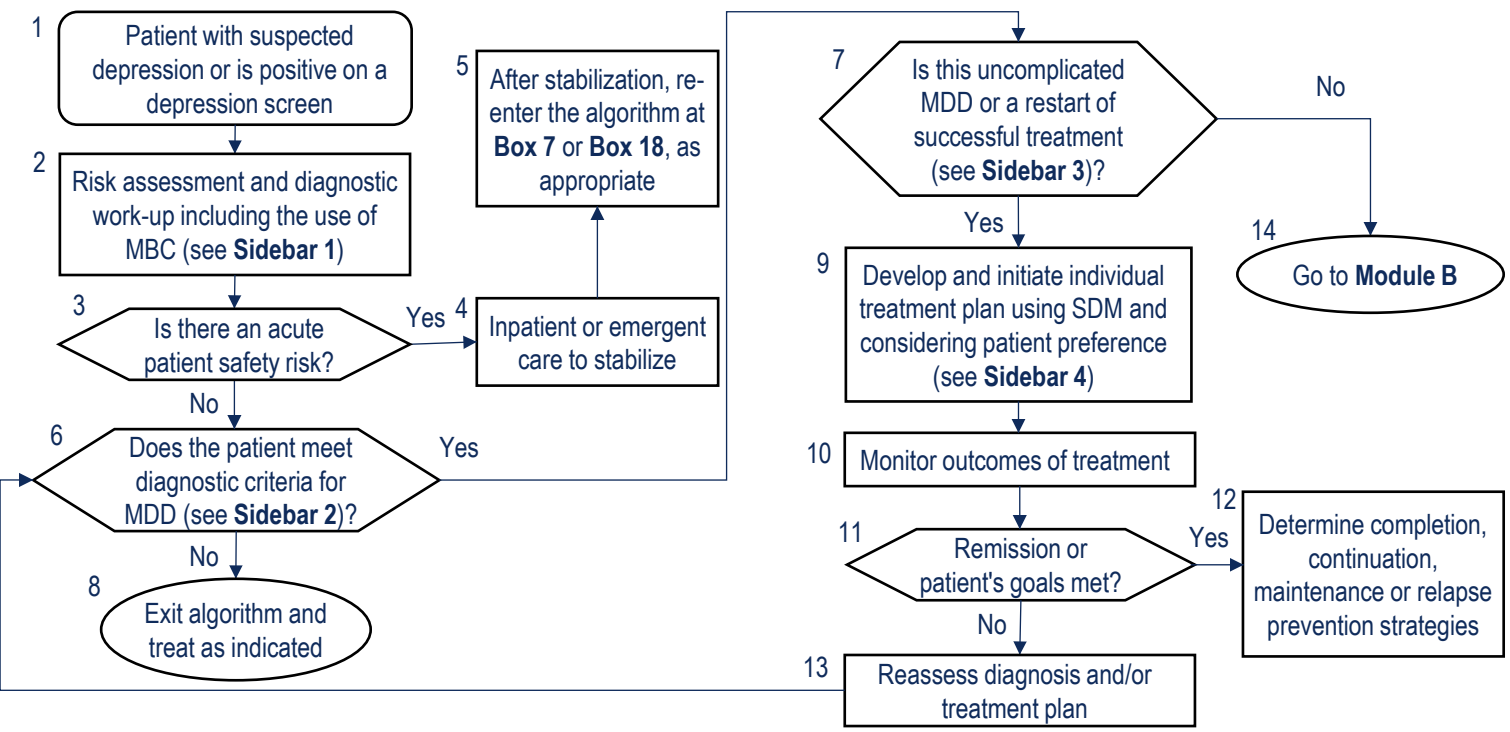 1
Patient with suspected
depression or is positive on a
depression screen
2
Risk assessment and diagnostic
work-up including the use of
MBC (see Sidebar 1)
3
Is there an acute
patient safety risk?
Yes
No
4
Inpatient or emergent
care to stabilize
5
After stabilization, re-
enter the algorithm at
Box 7 or Box 18, as
appropriate
6
Does the patient meet
diagnostic criteria for
MDD (see Sidebar 2)?
Yes
No
8
Exit algorithm and
treat as indicated
7
Is this uncomplicated
MDD or a restart of
successful treatment
(see Sidebar 3)?
No
Yes
14
Go to Module B
9
Develop and initiate individual
treatment plan using SDM and
considering patient preference
(see Sidebar 4)
10
Monitor outcomes of treatment
11
Remission or
patient's goals met?
Yes
No
12
Determine completion,
continuation,
maintenance or relapse
prevention strategies
13
Reassess diagnosis and/or
treatment plan